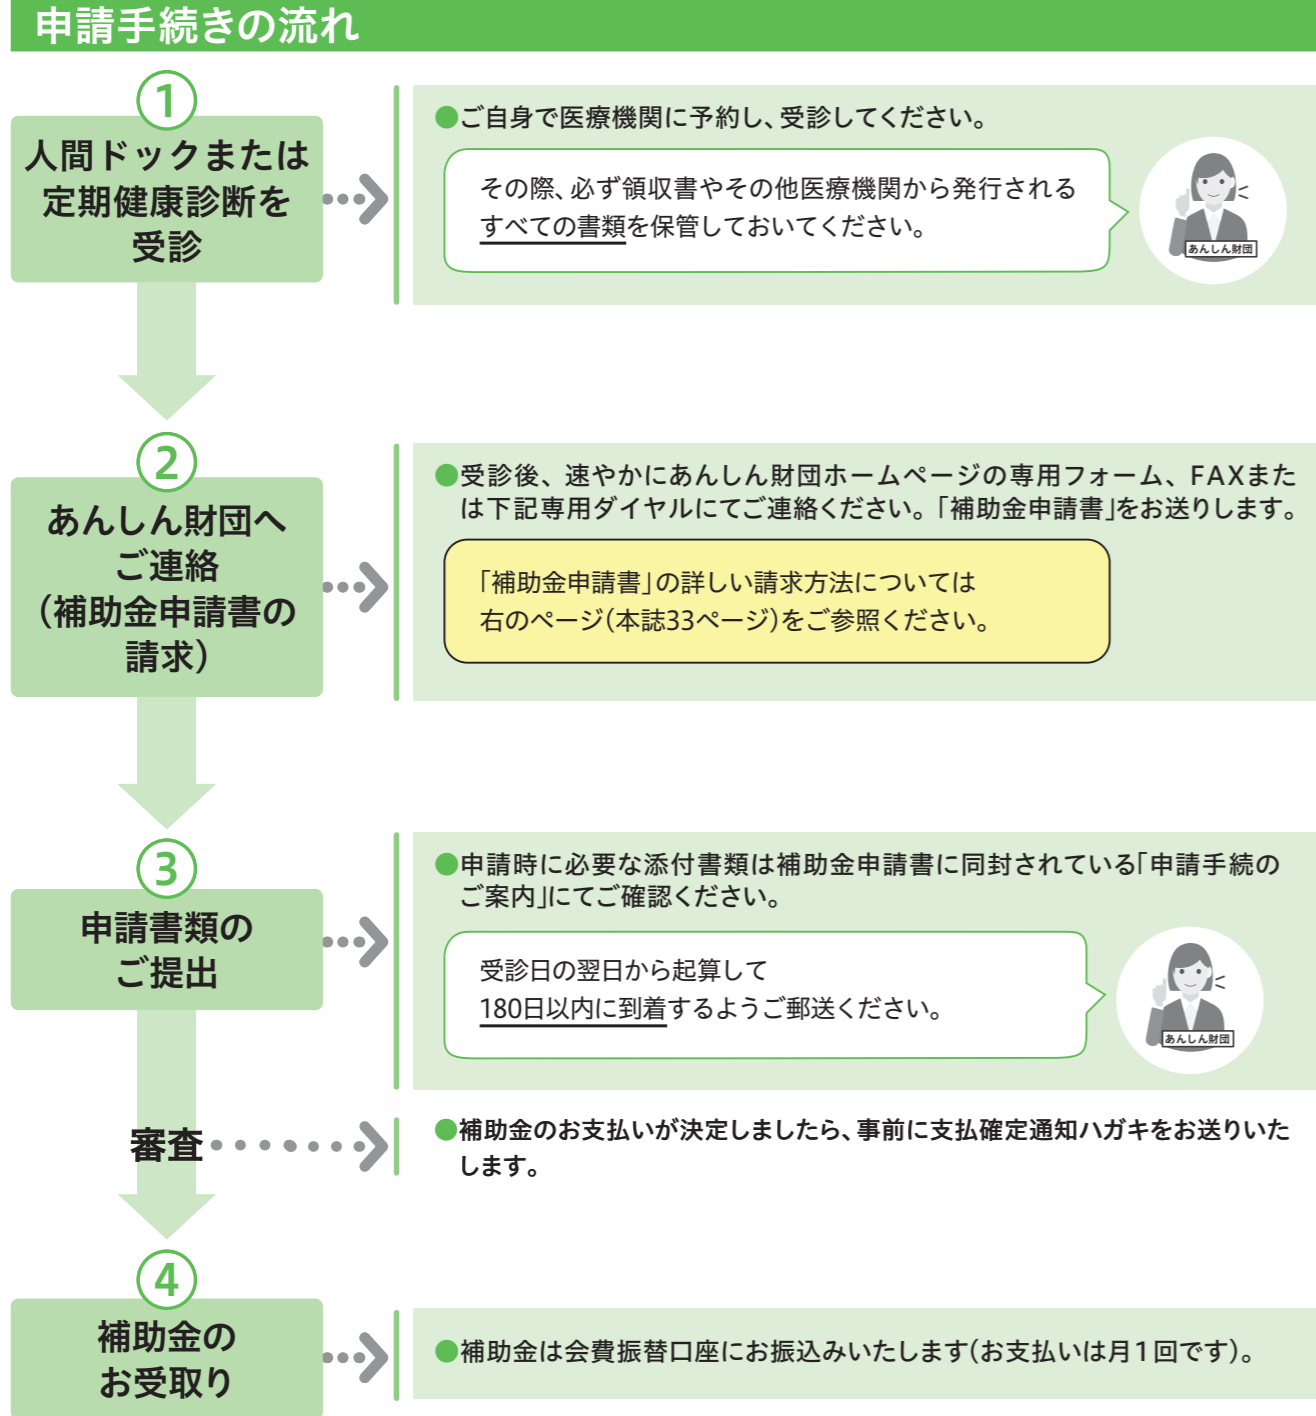 申請手続きの流れ
①
人間ドックまたは
定期健康診断を
受診
●ご自身で医療機関に予約し、受診してください。
その際、必ず領収書やその他医療機関から発行される
すべての書類を保管しておいてください。
あんしん財団
②
あんしん財団へ
ご連絡
（補助金申請書の
請求）
●受診後、速やかにあんしん財団ホームページの専用フォーム、FAXまた
は下記専用ダイヤルにてご連絡ください。「補助金申請書」をお送りします。
「補助金申請書」の詳しい請求方法については
右のページ（本誌33ページ）をご参照ください。
③
申請書類の
ご提出
●申請時に必要な添付書類は補助金申請書に同封されている「申請手続の
ご案内」にてご確認ください。
受診日の翌日から起算して
180日以内に到着するようご郵送ください。
あんしん財団
審査
●補助金のお支払いが決定しましたら、事前に支払確定通知ハガキをお送りいた
します。
④
補助金の
お受取り
●補助金は会費振替口座にお振込みいたします（お支払いは月1回です）。